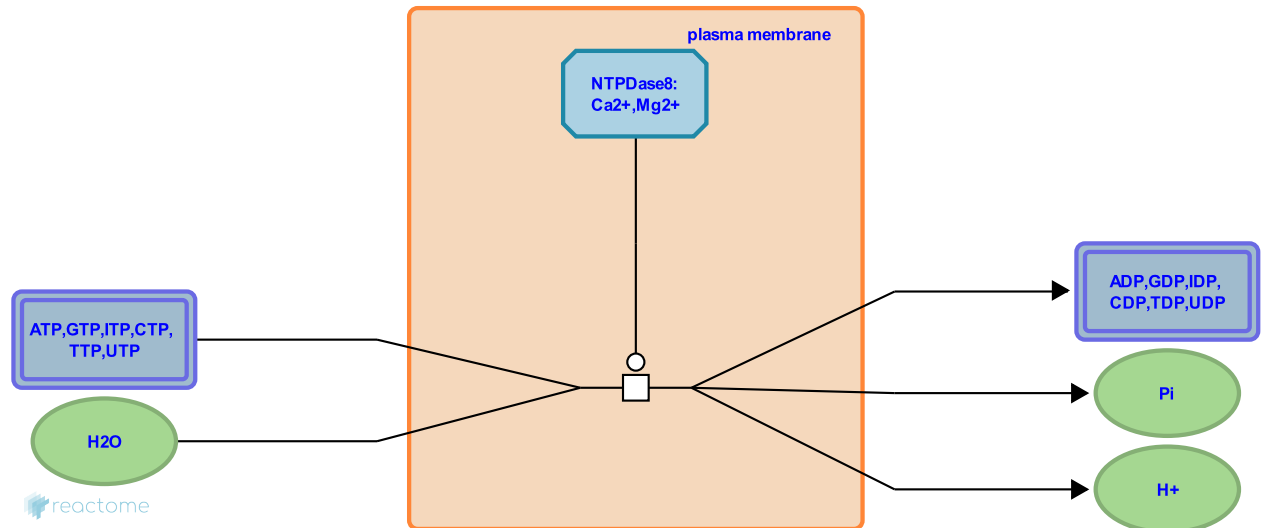 plasma membrane
NTPDase8:
Ca2+,Mg2+
ATP,GTP,ITP,CTP,
TTP,UTP
H2O
ADP,GDP,IDP,
CDP,TDP,UDP
Pi
H+
reactome